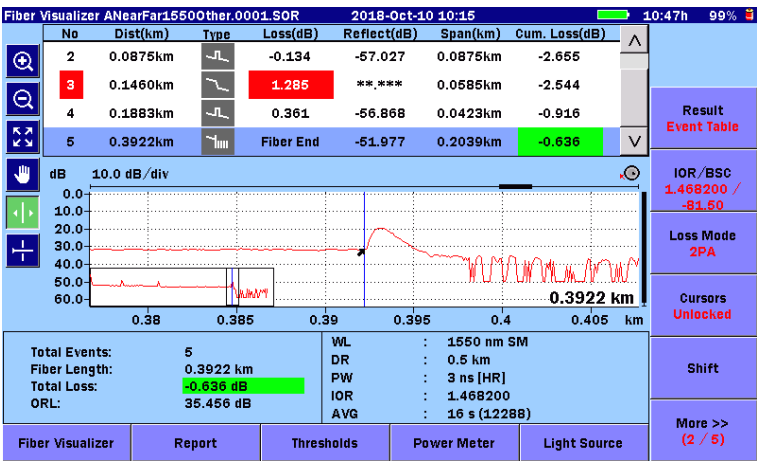 Fiber Visualizer ANearFar1550Other.0001.SOR 2018-Oct-10 10:15 10:47h 99%
No Dist(km) Type Loss(dB) Reflect(dB) Span(km) Cum. Loss(dB)
2 0.0875km -0.134 -57.027 0.0875km -2.655
3 0.1460km 1.285 **.*** 0.0585km -2.544
4 0.1883km 0.361 -56.868 0.0423km -0.916
5 0.3922km Fiber End -51.977 0.2039km -0.636
dB 10.0 dB/div
0.0
10.0
20.0
30.0
40.0
50.0
60.0
0.3922 km
0.38 0.385 0.39 0.395 0.4 0.405 km
Total Events: 5
Fiber Length: 0.3922 km
Total Loss: -0.636 dB
ORL: 35.456 dB
WL : 1550 nm SM
DR : 0.5 km
PW : 3 ns [HR]
IOR : 1.468200
AVG : 16 s (12288)
Result
Event Table
IOR/BSC
1.468200 /
-81.50
Loss Mode
2PA
Cursors
Unlocked
Shift
More >>
(2 / 5)
Fiber Visualizer Report Thresholds Power Meter Light Source